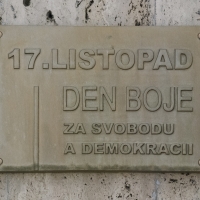 17.LISTOPAD
DEN BOJE
ZA SVOBODU
A DEMOKRACII